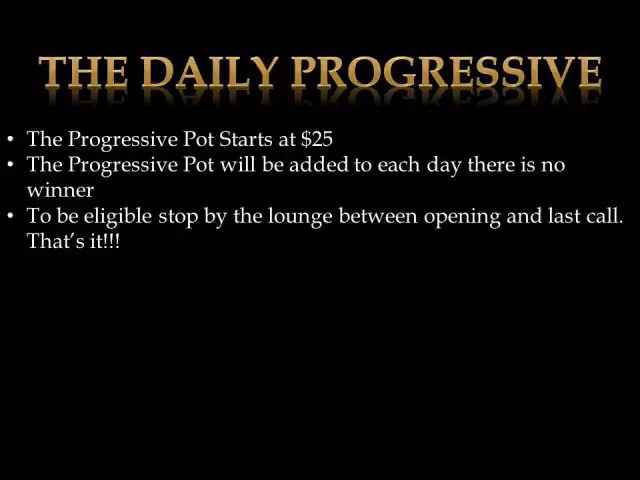 THE DAILY PROGRESSIVE
• The Progressive Pot Starts at $25
• The Progressive Pot will be added to each day there is no
winner
• To be eligible stop by the lounge between opening and last call.
That’s it!!!